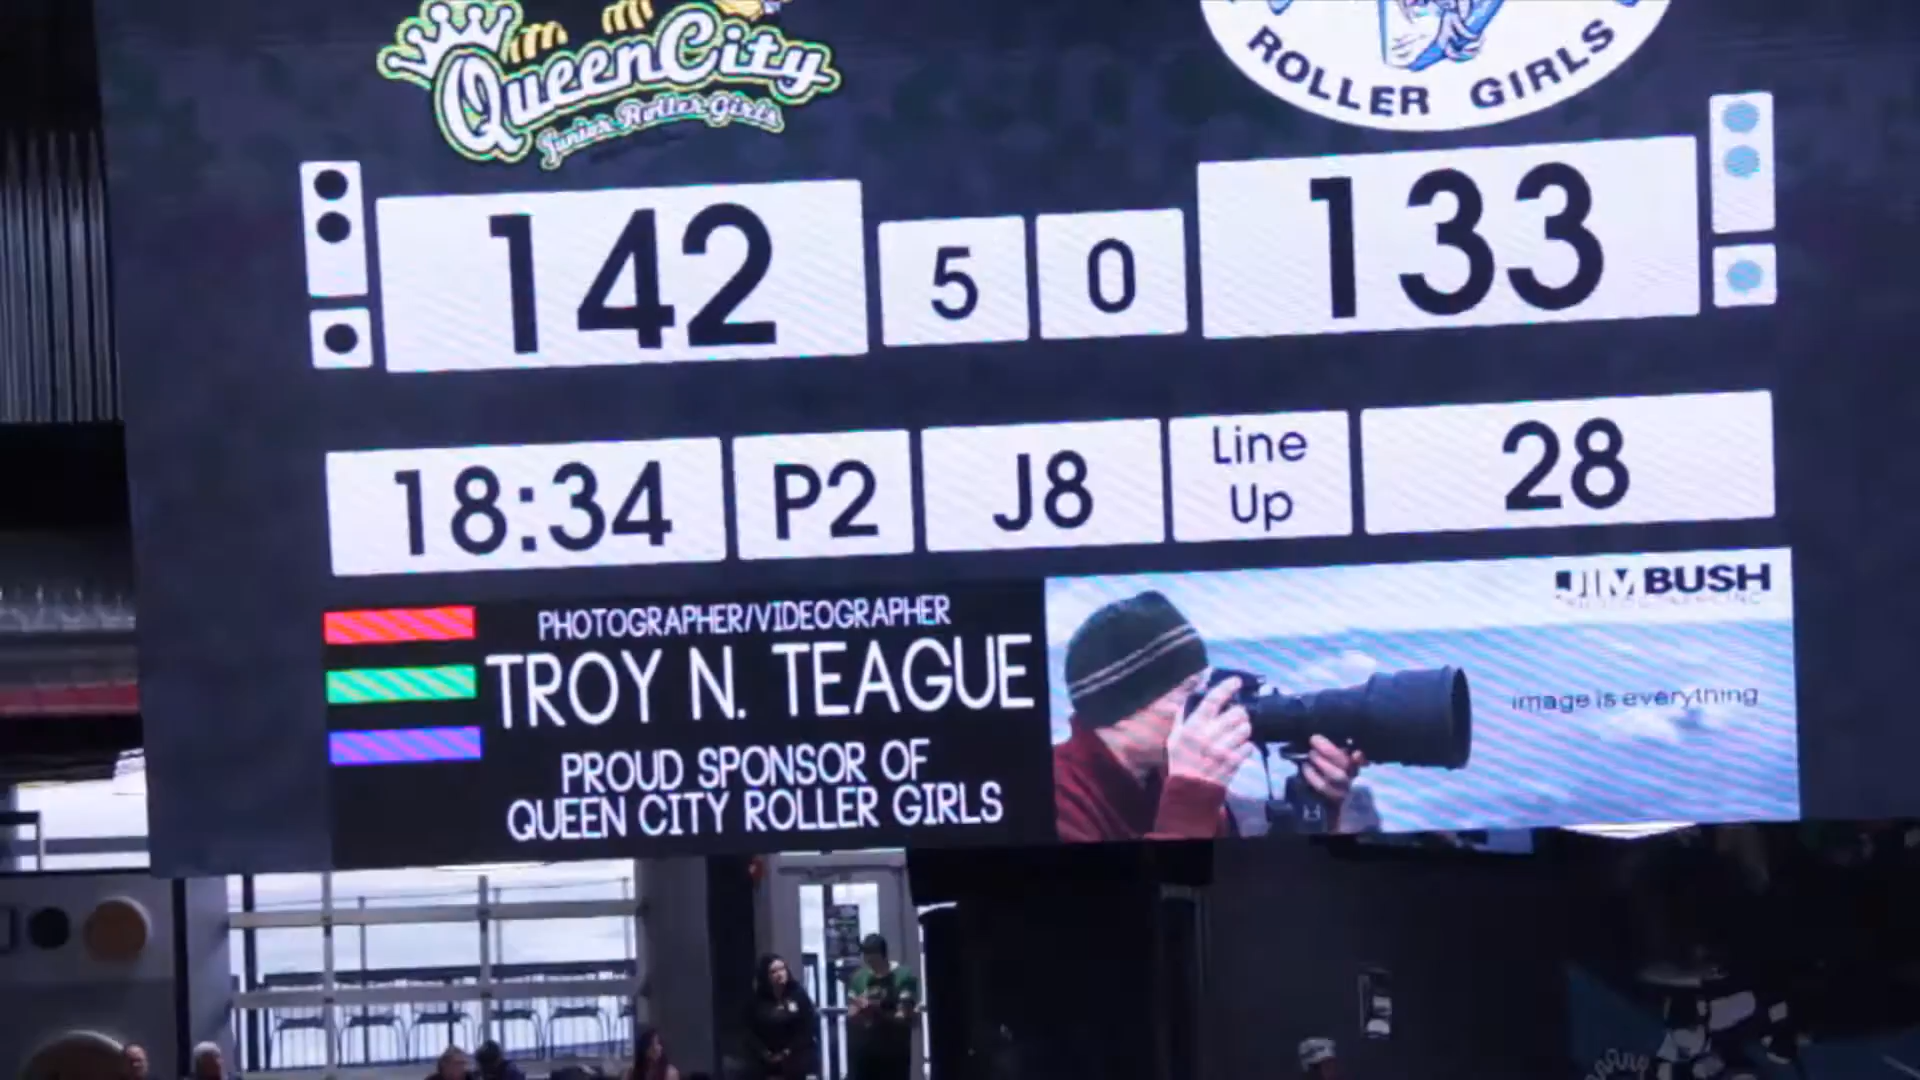 QueenCity
Junior Roller Girls
ROLLER GIRLS
142
5
0
133
18:34
P2
J8
Line
Up
28
PHOTOGRAPHER/VIDEOGRAPHER
TROY N. TEAGUE
PROUD SPONSOR OF
QUEEN CITY ROLLER GIRLS
JIM BUSH
image is everything